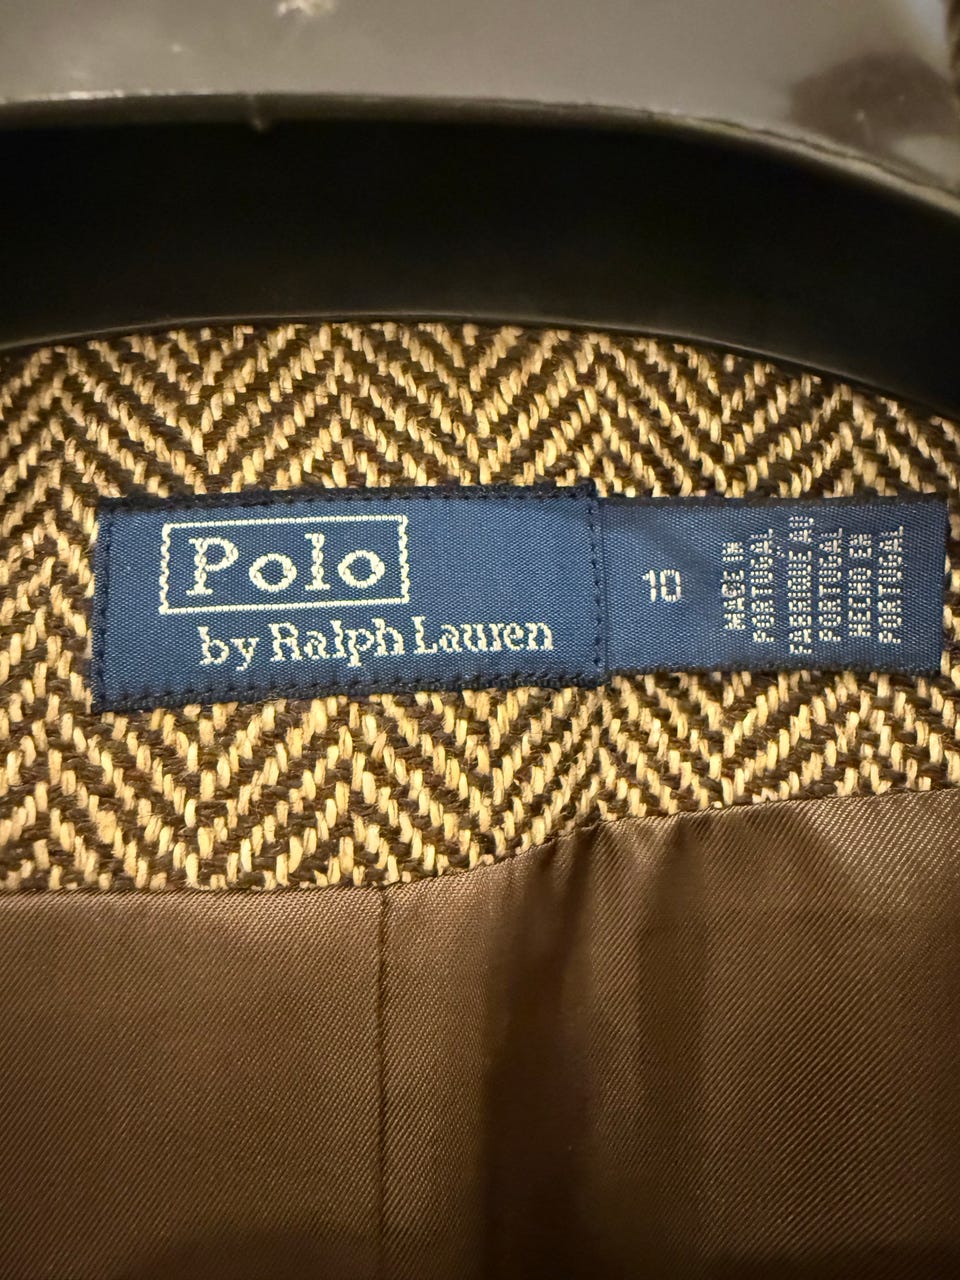 Polo
by Ralph Lauren
10
MADE IN
PORTUGAL
FABRIQUÉ AU
PORTUGAL
HECHO EN
PORTUGAL